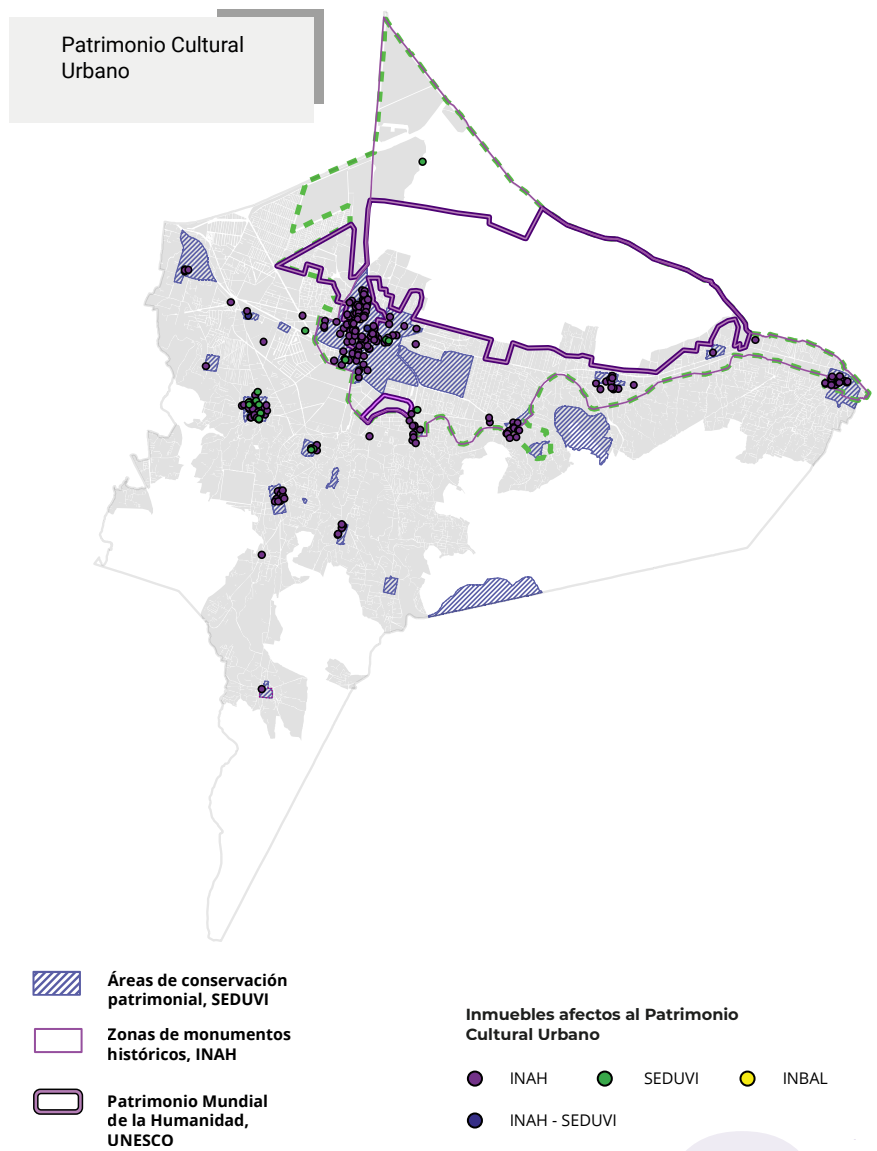 Patrimonio Cultural
Urbano
Áreas de conservación
patrimonial, SEDUVI
Zonas de monumentos
históricos, INAH
Patrimonio Mundial
de la Humanidad,
UNESCO
Inmuebles afectos al Patrimonio
Cultural Urbano
INAH
SEDUVI
INBAL
INAH - SEDUVI